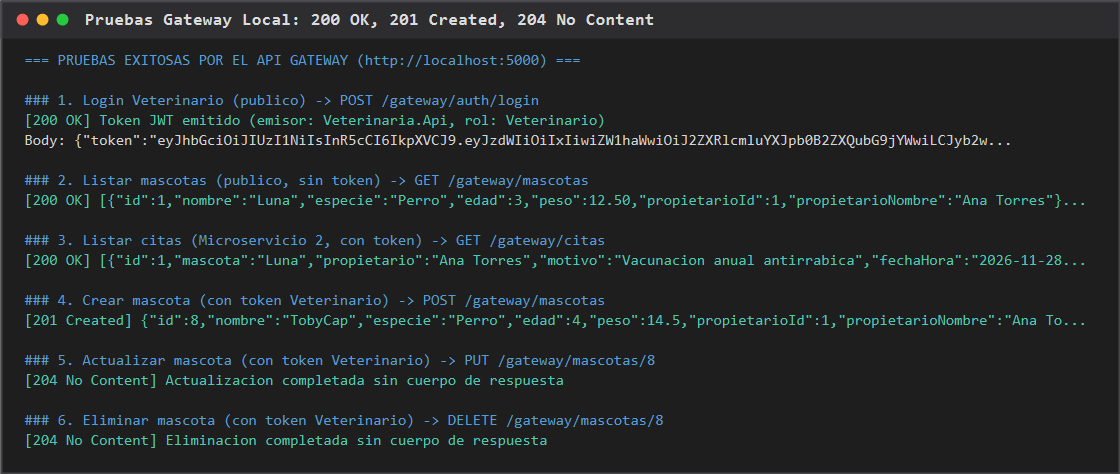 Pruebas Gateway Local: 200 OK, 201 Created, 204 No Content
=== PRUEBAS EXITOSAS POR EL API GATEWAY (http://localhost:5000) ===
### 1. Login Veterinario (publico) -> POST /gateway/auth/login
[200 OK] Token JWT emitido (emisor: Veterinaria.Api, rol: Veterinario)
Body: {"token":"eyJhbGciOiJIUzI1NiIsInR5cCI6IkpXVCJ9.eyJzdWIiOiIxIiwiZW1haWwiOiJ2ZXRlcmluYXJpb0B2ZXQubG9jYWwiLCJyb2w...
### 2. Listar mascotas (publico, sin token) -> GET /gateway/mascotas
[200 OK] [{"id":1,"nombre":"Luna","especie":"Perro","edad":3,"peso":12.50,"propietarioId":1,"propietarioNombre":"Ana Torres"}...
### 3. Listar citas (Microservicio 2, con token) -> GET /gateway/citas
[200 OK] [{"id":1,"mascota":"Luna","propietario":"Ana Torres","motivo":"Vacunacion anual antirrabica","fechaHora":"2026-11-28...
### 4. Crear mascota (con token Veterinario) -> POST /gateway/mascotas
[201 Created] {"id":8,"nombre":"TobyCap","especie":"Perro","edad":4,"peso":14.5,"propietarioId":1,"propietarioNombre":"Ana To...
### 5. Actualizar mascota (con token Veterinario) -> PUT /gateway/mascotas/8
[204 No Content] Actualizacion completada sin cuerpo de respuesta
### 6. Eliminar mascota (con token Veterinario) -> DELETE /gateway/mascotas/8
[204 No Content] Eliminacion completada sin cuerpo de respuesta